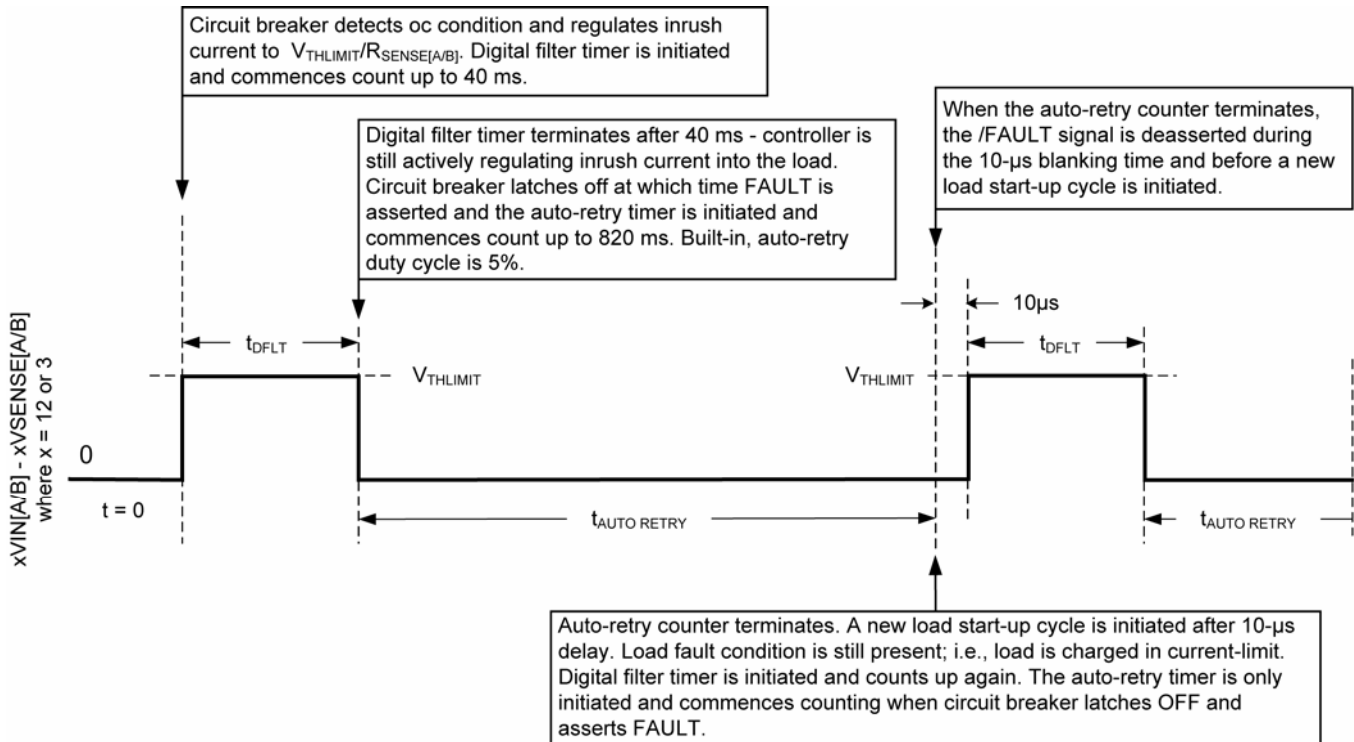 Circuit breaker detects oc condition and regulates inrush
current to VTHLIMIT/RSENSE[A/B]. Digital filter timer is initiated
and commences count up to 40 ms.
Digital filter timer terminates after 40 ms - controller is
still actively regulating inrush current into the load.
Circuit breaker latches off at which time FAULT is
asserted and the auto-retry timer is initiated and
commences count up to 820 ms. Built-in, auto-retry
duty cycle is 5%.
When the auto-retry counter terminates,
the /FAULT signal is deasserted during
the 10-µs blanking time and before a new
load start-up cycle is initiated.
10µs
tDFLT
tDFLT
VTHLIMIT
VTHLIMIT
xVIN[A/B] - xVSENSE[A/B]
where x = 12 or 3
0
t = 0
tAUTO RETRY
tAUTO RETRY
Auto-retry counter terminates. A new load start-up cycle is initiated after 10-µs
delay. Load fault condition is still present; i.e., load is charged in current-limit.
Digital filter timer is initiated and counts up again. The auto-retry timer is only
initiated and commences counting when circuit breaker latches OFF and
asserts FAULT.